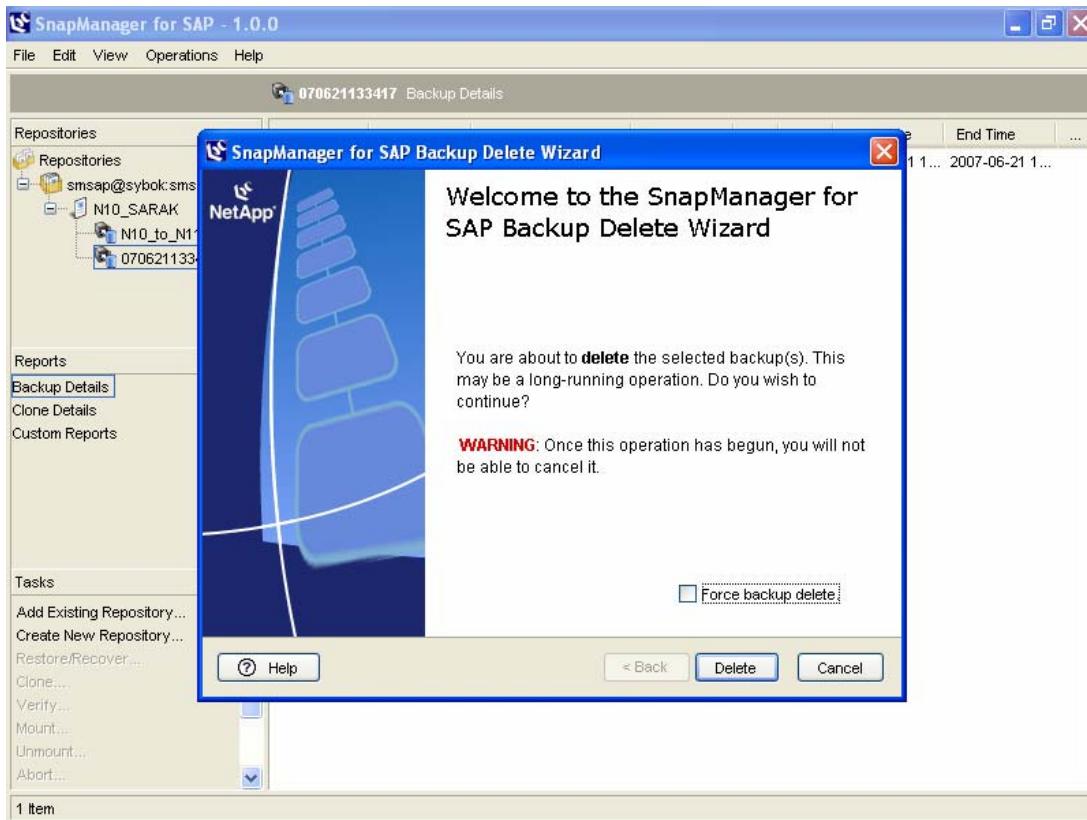 SnapManager for SAP - 1.0.0
File Edit View Operations Help
070621133417 Backup Details
Repositories
End Time
...
Repositories
1 1... 2007-06-21 1...
smsap@sybok:sms
N10_SARAK
N10_to_N1
070621133
Reports
Backup Details
Clone Details
Custom Reports
Tasks
Add Existing Repository...
Create New Repository...
Restore/Recover...
Clone...
Verify...
Mount...
Unmount...
Abort...
1 Item
SnapManager for SAP Backup Delete Wizard
NetApp
Welcome to the SnapManager for
SAP Backup Delete Wizard
You are about to delete the selected backup(s). This
may be a long-running operation. Do you wish to
continue?
WARNING: Once this operation has begun, you will not
be able to cancel it.
Force backup delete.
Help
< Back Delete Cancel